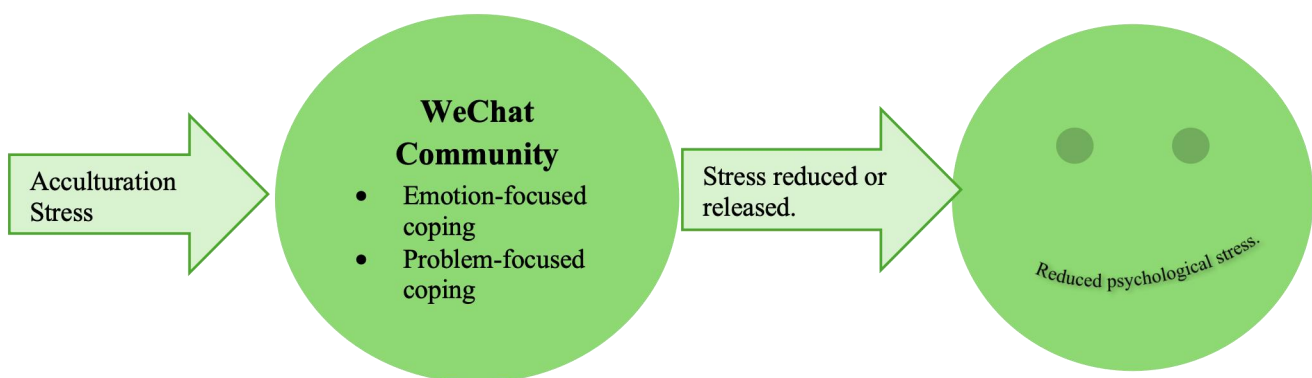 Acculturation
Stress
WeChat
Community
• Emotion-focused
coping
• Problem-focused
coping
Stress reduced or
released.
Reduced psychological stress.